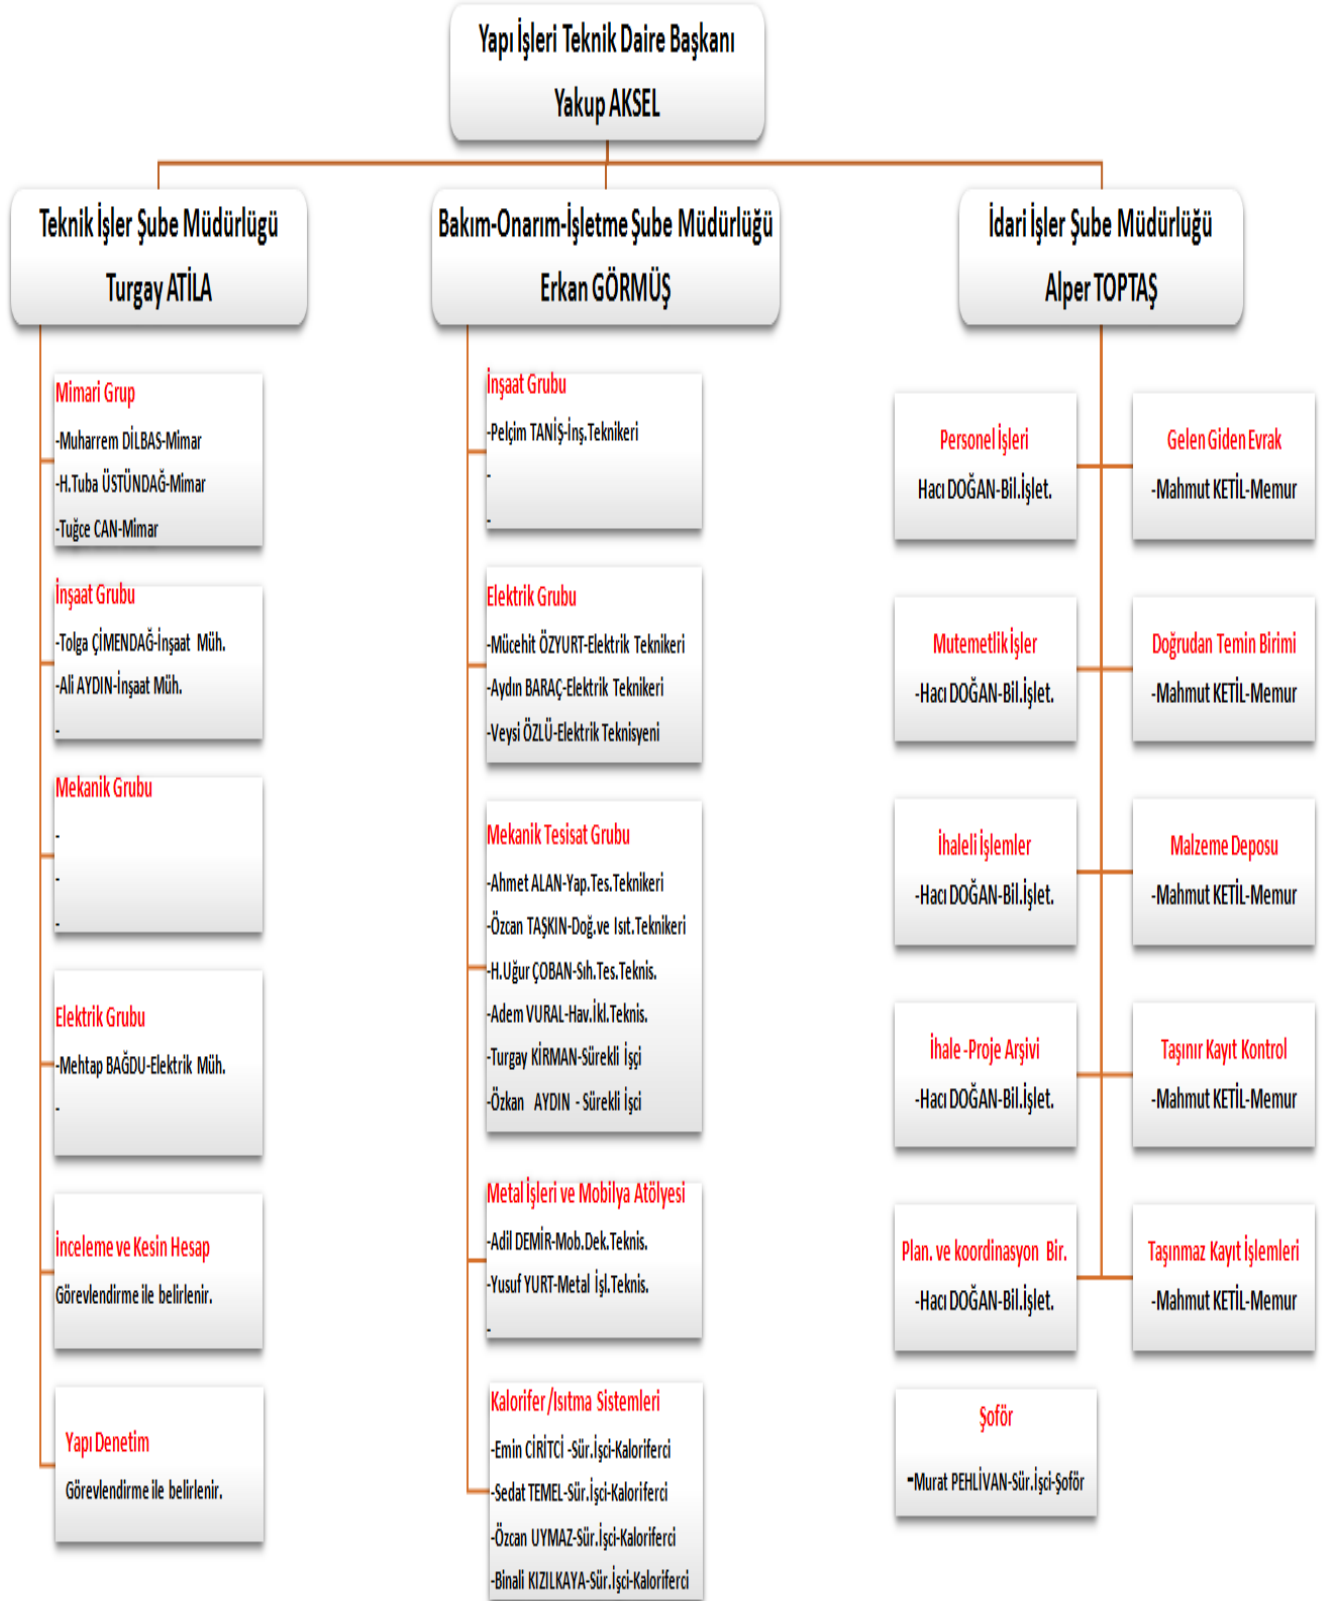 Yapı İşleri Teknik Daire Başkanı
Yakup AKSEL
Teknik İşler Şube Müdürlügü
Turgay ATİLA
Mimari Grup
-Muharrem DİLBAS-Mimar
-H.Tuba ÜSTÜNDAĞ-Mimar
-Tuğce CAN-Mimar
İnşaat Grubu
-Tolga ÇİMENDAĞ-İnşaat Müh.
-Ali AYDIN-İnşaat Müh.
-
Mekanik Grubu
-
-
-
Elektrik Grubu
-Mehtap BAĞDU-Elektrik Müh.
-
İnceleme ve Kesin Hesap
Görevlendirme ile belirlenir.
Yapı Denetim
Görevlendirme ile belirlenir.
Bakım-Onarım-İşletme Şube Müdürlüğü
Erkan GÖRMÜŞ
İnşaat Grubu
-Pelçim TANİŞ-İnş.Teknikeri
-
-
Elektrik Grubu
-Mücehit ÖZYURT-Elektrik Teknikeri
-Aydın BARAÇ-Elektrik Teknikeri
-Veysi ÖZLÜ-Elektrik Teknisyeni
Mekanik Tesisat Grubu
-Ahmet ALAN-Yap.Tes.Teknikeri
-Özcan TAŞKIN-Doğ.ve Isıt.Teknikeri
-H.Uğur ÇOBAN-Sıh.Tes.Teknis.
-Adem VURAL-Hav.İkl.Teknis.
-Turgay KİRMAN-Sürekli İşçi
-Özkan AYDIN - Sürekli İşci
Metal İşleri ve Mobilya Atölyesi
-Adil DEMİR-Mob.Dek.Teknis.
-Yusuf YURT-Metal İşl.Teknis.
-
Kalorifer /Isıtma Sistemleri
-Emin CİRİTCİ -Sür.İşci-Kaloriferci
-Sedat TEMEL-Sür.İşci-Kaloriferci
-Özcan UYMAZ-Sür.İşci-Kaloriferci
-Binali KIZILKAYA-Sür.İşci-Kaloriferci
İdari İşler Şube Müdürlüğü
Alper TOPTAŞ
Personel İşleri
Hacı DOĞAN-Bil.İşlet.
Gelen Giden Evrak
-Mahmut KETİL-Memur
Mutemetlik İşler
-Hacı DOĞAN-Bil.İşlet.
Doğrudan Temin Birimi
-Mahmut KETİL-Memur
İhaleli İşlemler
-Hacı DOĞAN-Bil.İşlet.
Malzeme Deposu
-Mahmut KETİL-Memur
İhale -Proje Arşivi
-Hacı DOĞAN-Bil.İşlet.
Taşınır Kayıt Kontrol
-Mahmut KETİL-Memur
Plan. ve koordinasyon Bir.
-Hacı DOĞAN-Bil.İşlet.
Taşınmaz Kayıt İşlemleri
-Mahmut KETİL-Memur
Şoför
-Murat PEHLİVAN-Sür.İşci-Şoför